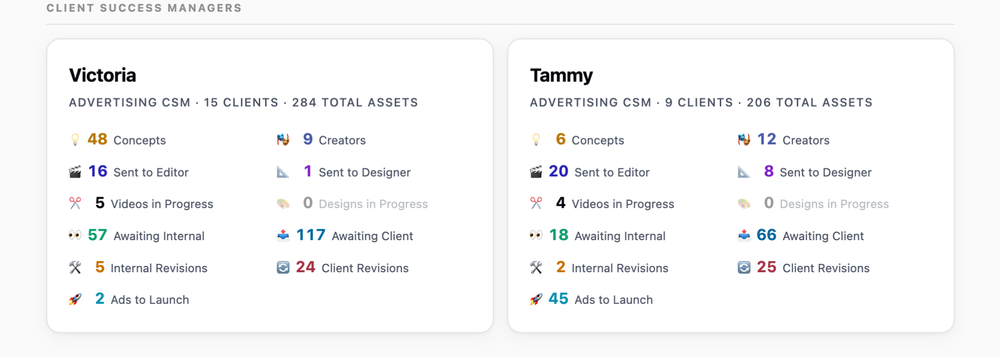 CLIENT SUCCESS MANAGERS
Victoria
ADVERTISING CSM · 15 CLIENTS · 284 TOTAL ASSETS
48 Concepts
9 Creators
16 Sent to Editor
1 Sent to Designer
5 Videos in Progress
0 Designs in Progress
57 Awaiting Internal
117 Awaiting Client
5 Internal Revisions
24 Client Revisions
2 Ads to Launch
Tammy
ADVERTISING CSM · 9 CLIENTS · 206 TOTAL ASSETS
6 Concepts
12 Creators
20 Sent to Editor
8 Sent to Designer
4 Videos in Progress
0 Designs in Progress
18 Awaiting Internal
66 Awaiting Client
2 Internal Revisions
25 Client Revisions
45 Ads to Launch